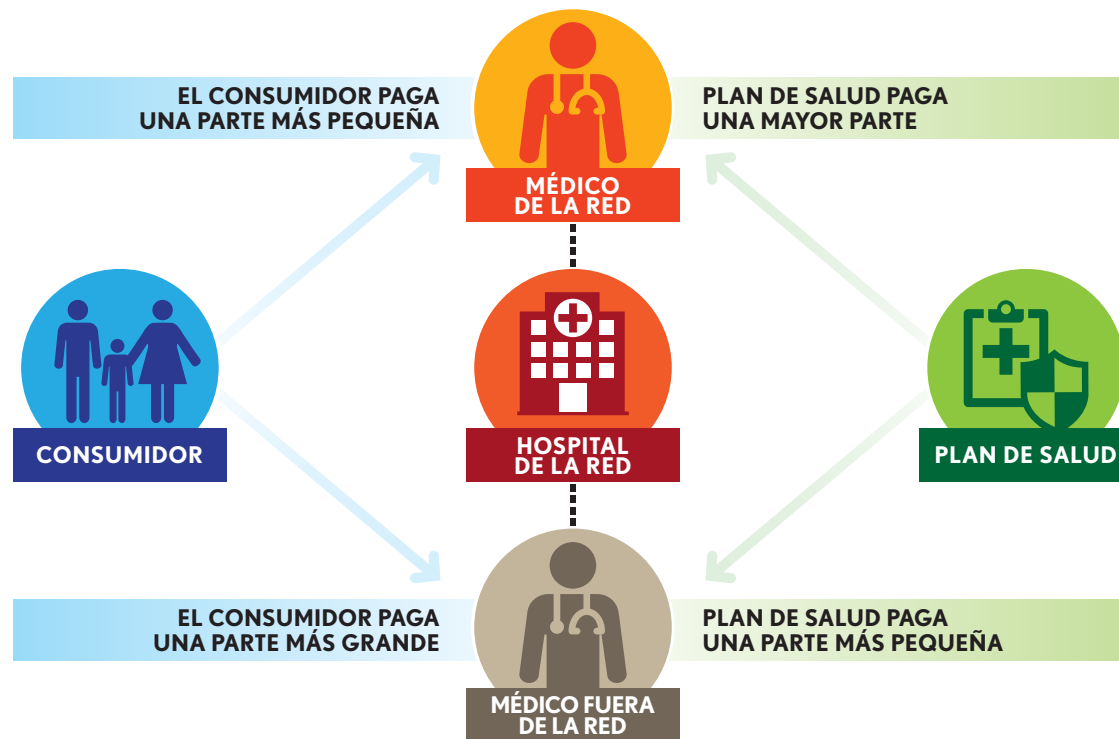 EL CONSUMIDOR PAGA
UNA PARTE MÁS PEQUEÑA
PLAN DE SALUD PAGA
UNA MAYOR PARTE
MÉDICO
DE LA RED
CONSUMIDOR
HOSPITAL
DE LA RED
PLAN DE SALUD
EL CONSUMIDOR PAGA
UNA PARTE MÁS GRANDE
PLAN DE SALUD PAGA
UNA PARTE MÁS PEQUEÑA
MÉDICO FUERA
DE LA RED